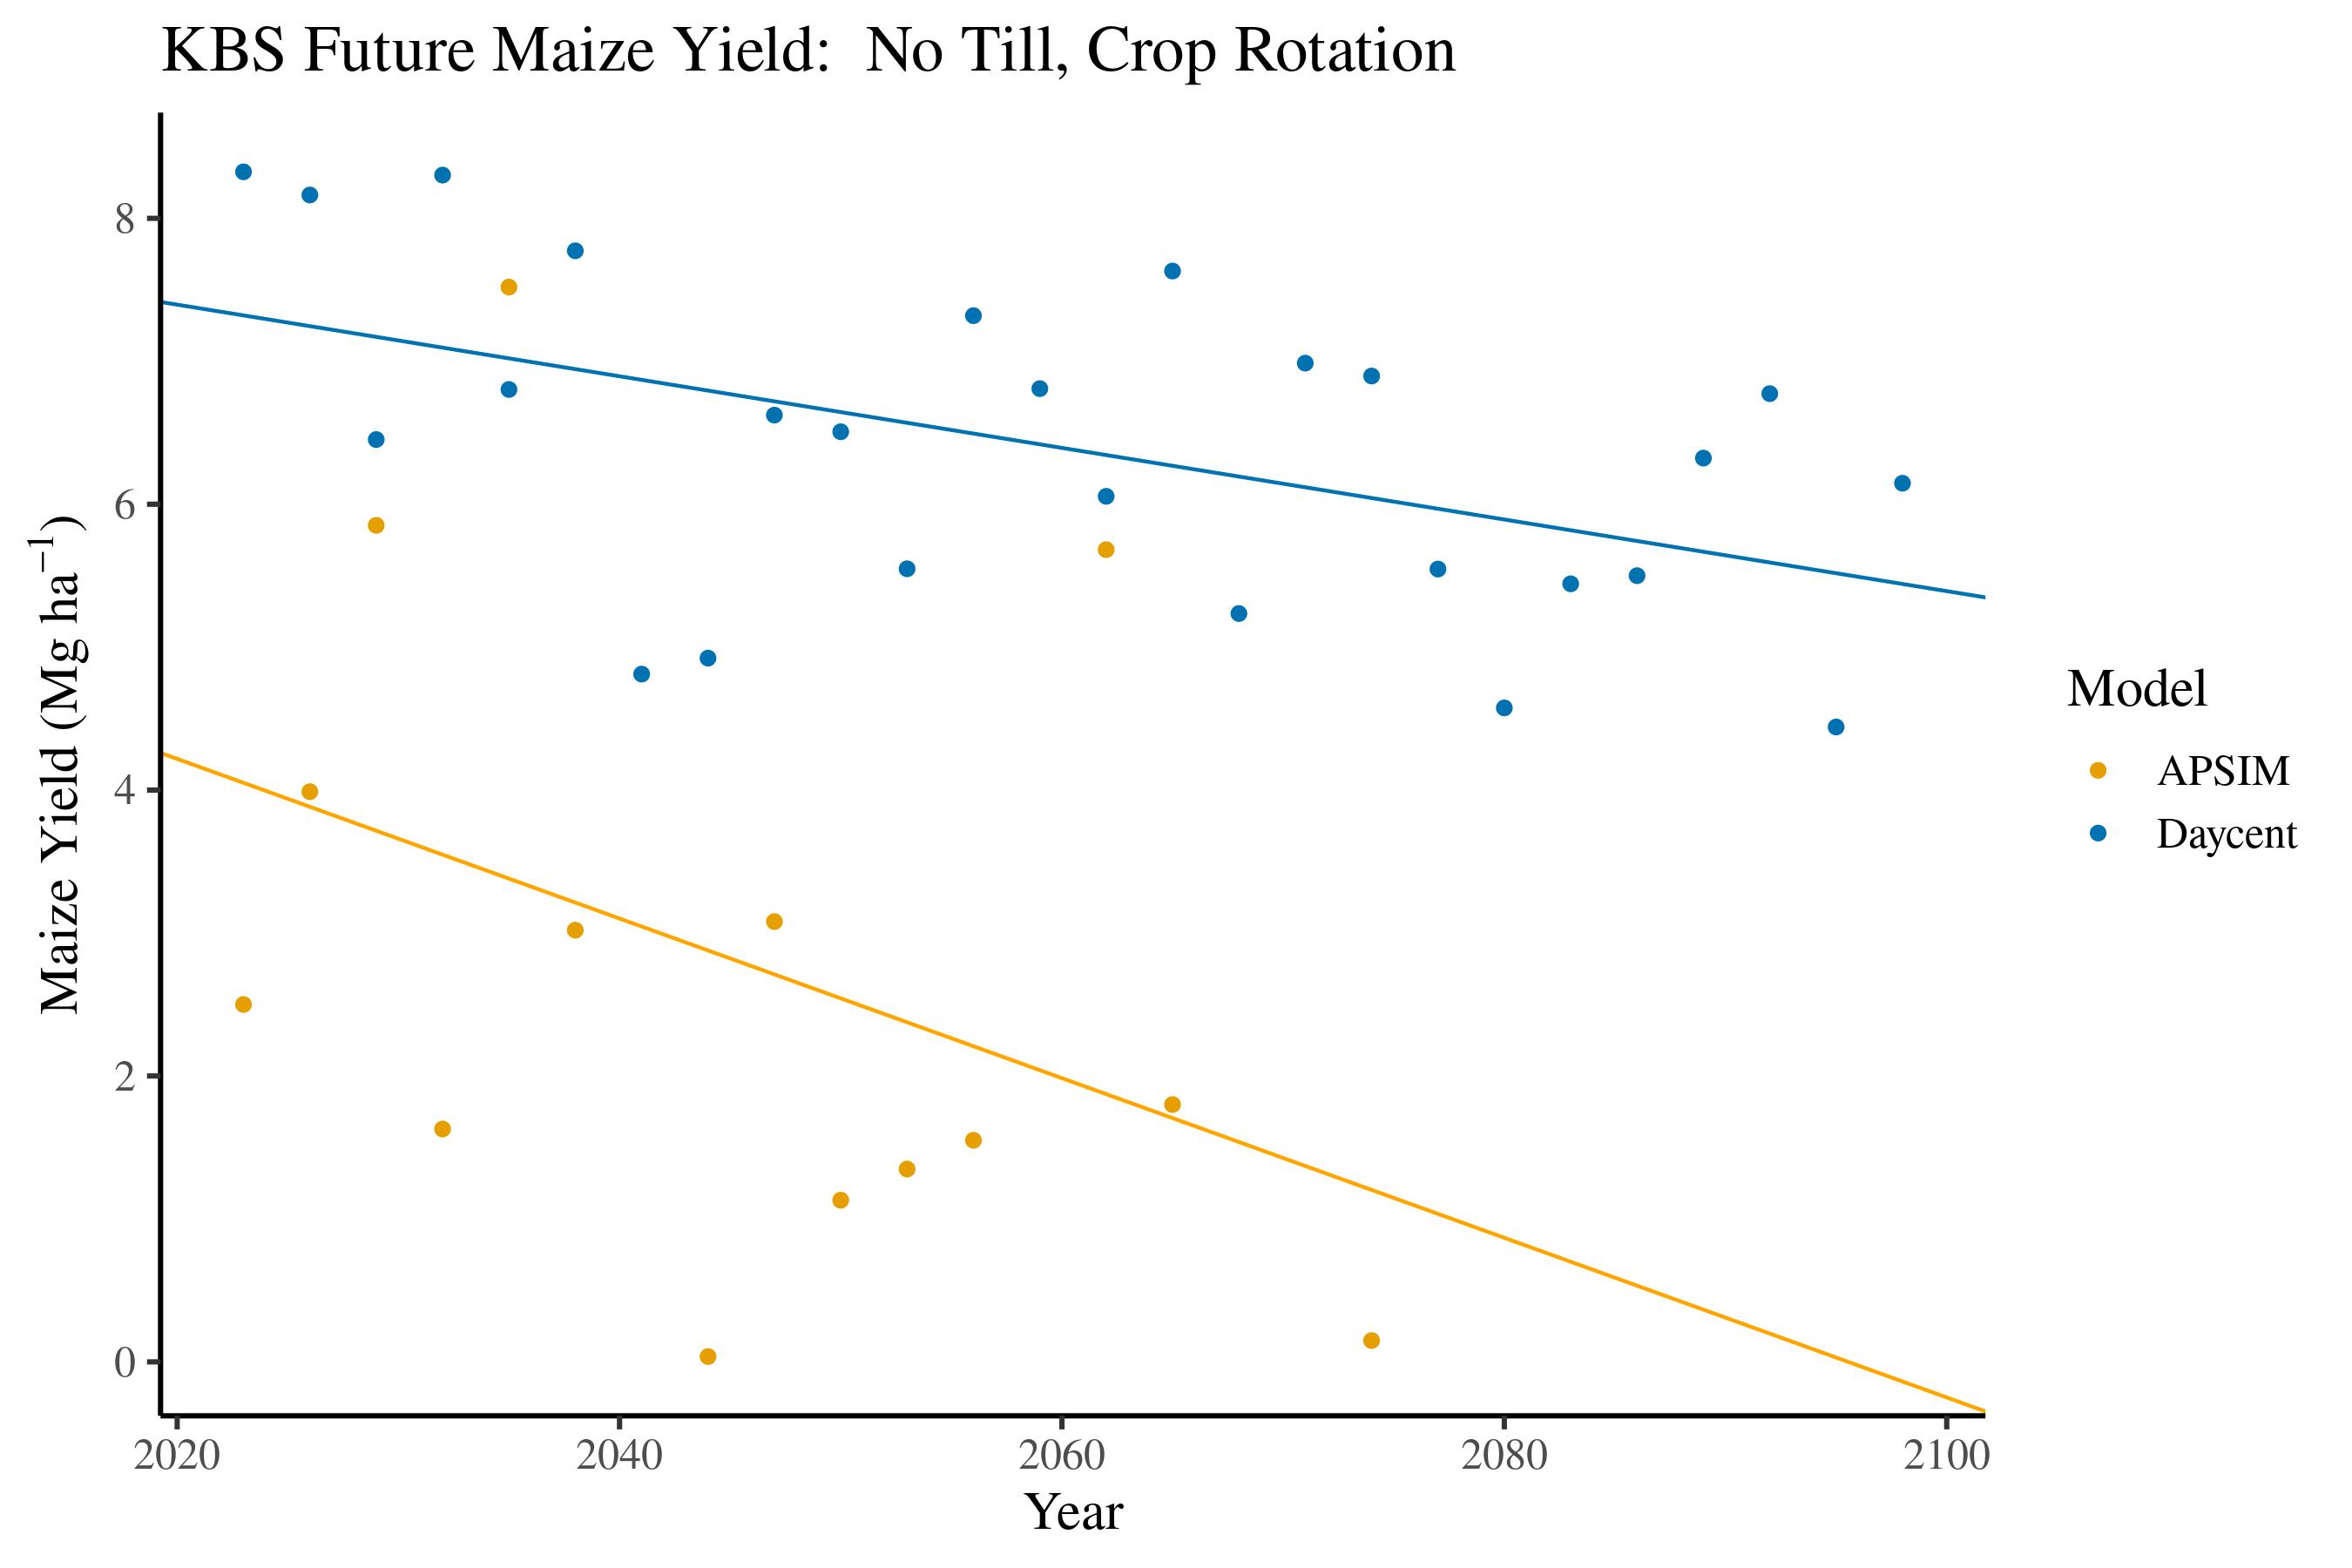 KBS Future Maize Yield:  No Till, Crop Rotation
Maize Yield (Mg ha−1)
8
6
4
2
0
2020 2040 2060 2080 2100
Year
Model
APSIM
Daycent